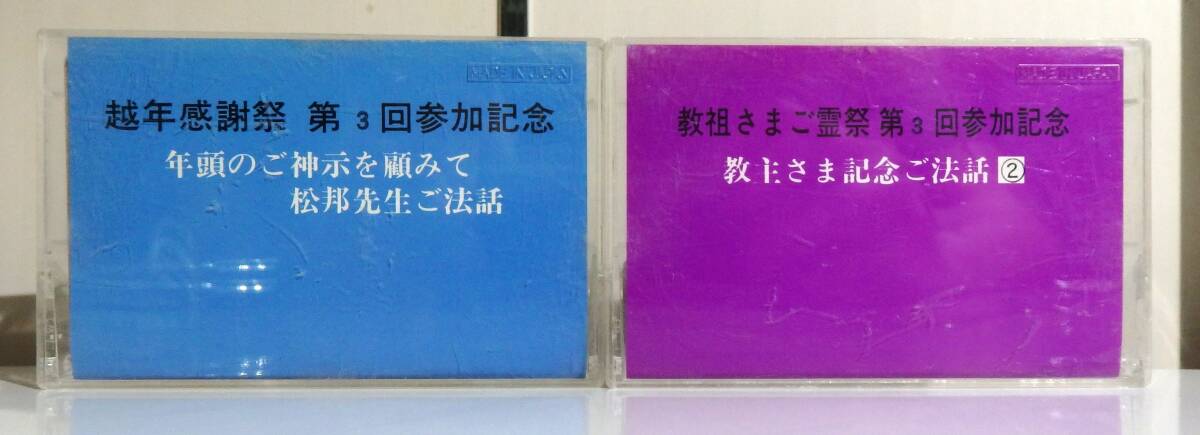 MADE IN JAPAN
越年感謝祭 第3回参加記念
年頭のご神示を顧みて
松邦先生ご法話
MADE IN JAPAN
教祖さまご霊祭 第3回参加記念
教主さま記念ご法話②